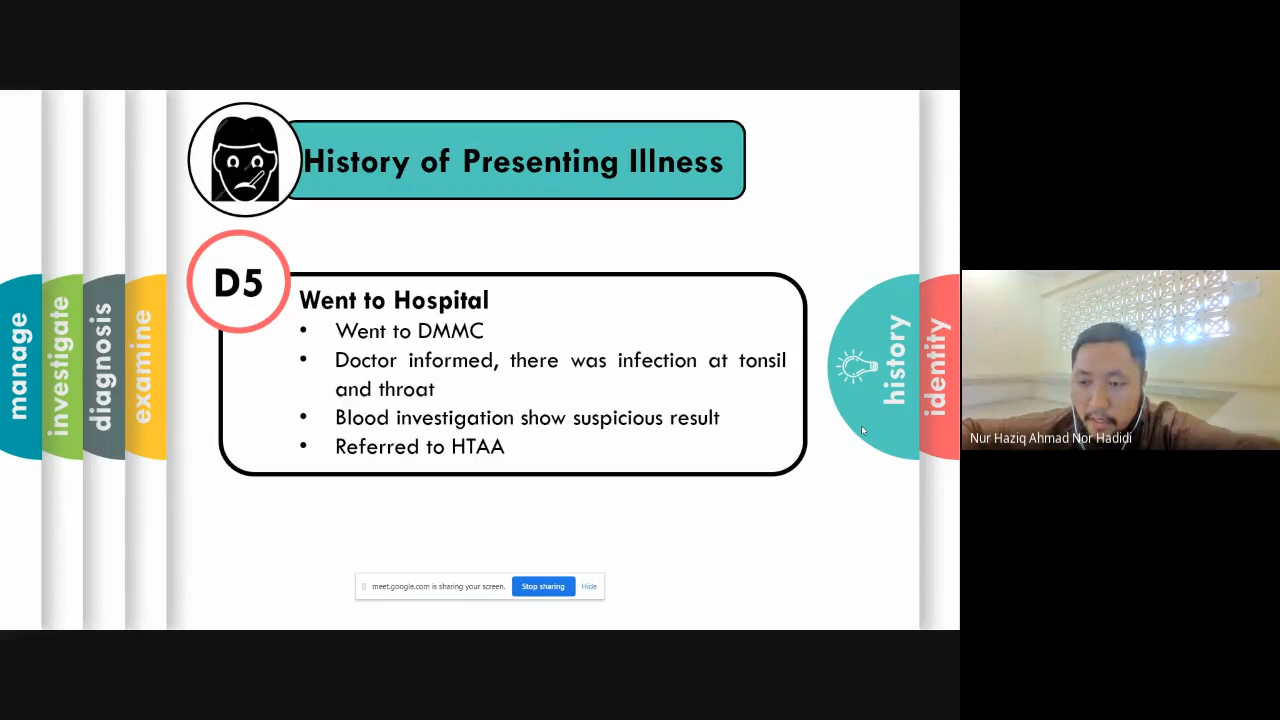 History of Presenting Illness
D5
Went to Hospital
• Went to DMMC
• Doctor informed, there was infection at tonsil
and throat
• Blood investigation show suspicious result
• Referred to HTAA
manage
investigate
diagnosis
examine
history
identity
meet.google.com is sharing your screen.
Stop sharing
Hide
Nur Haziq Ahmad Nor Hadidi